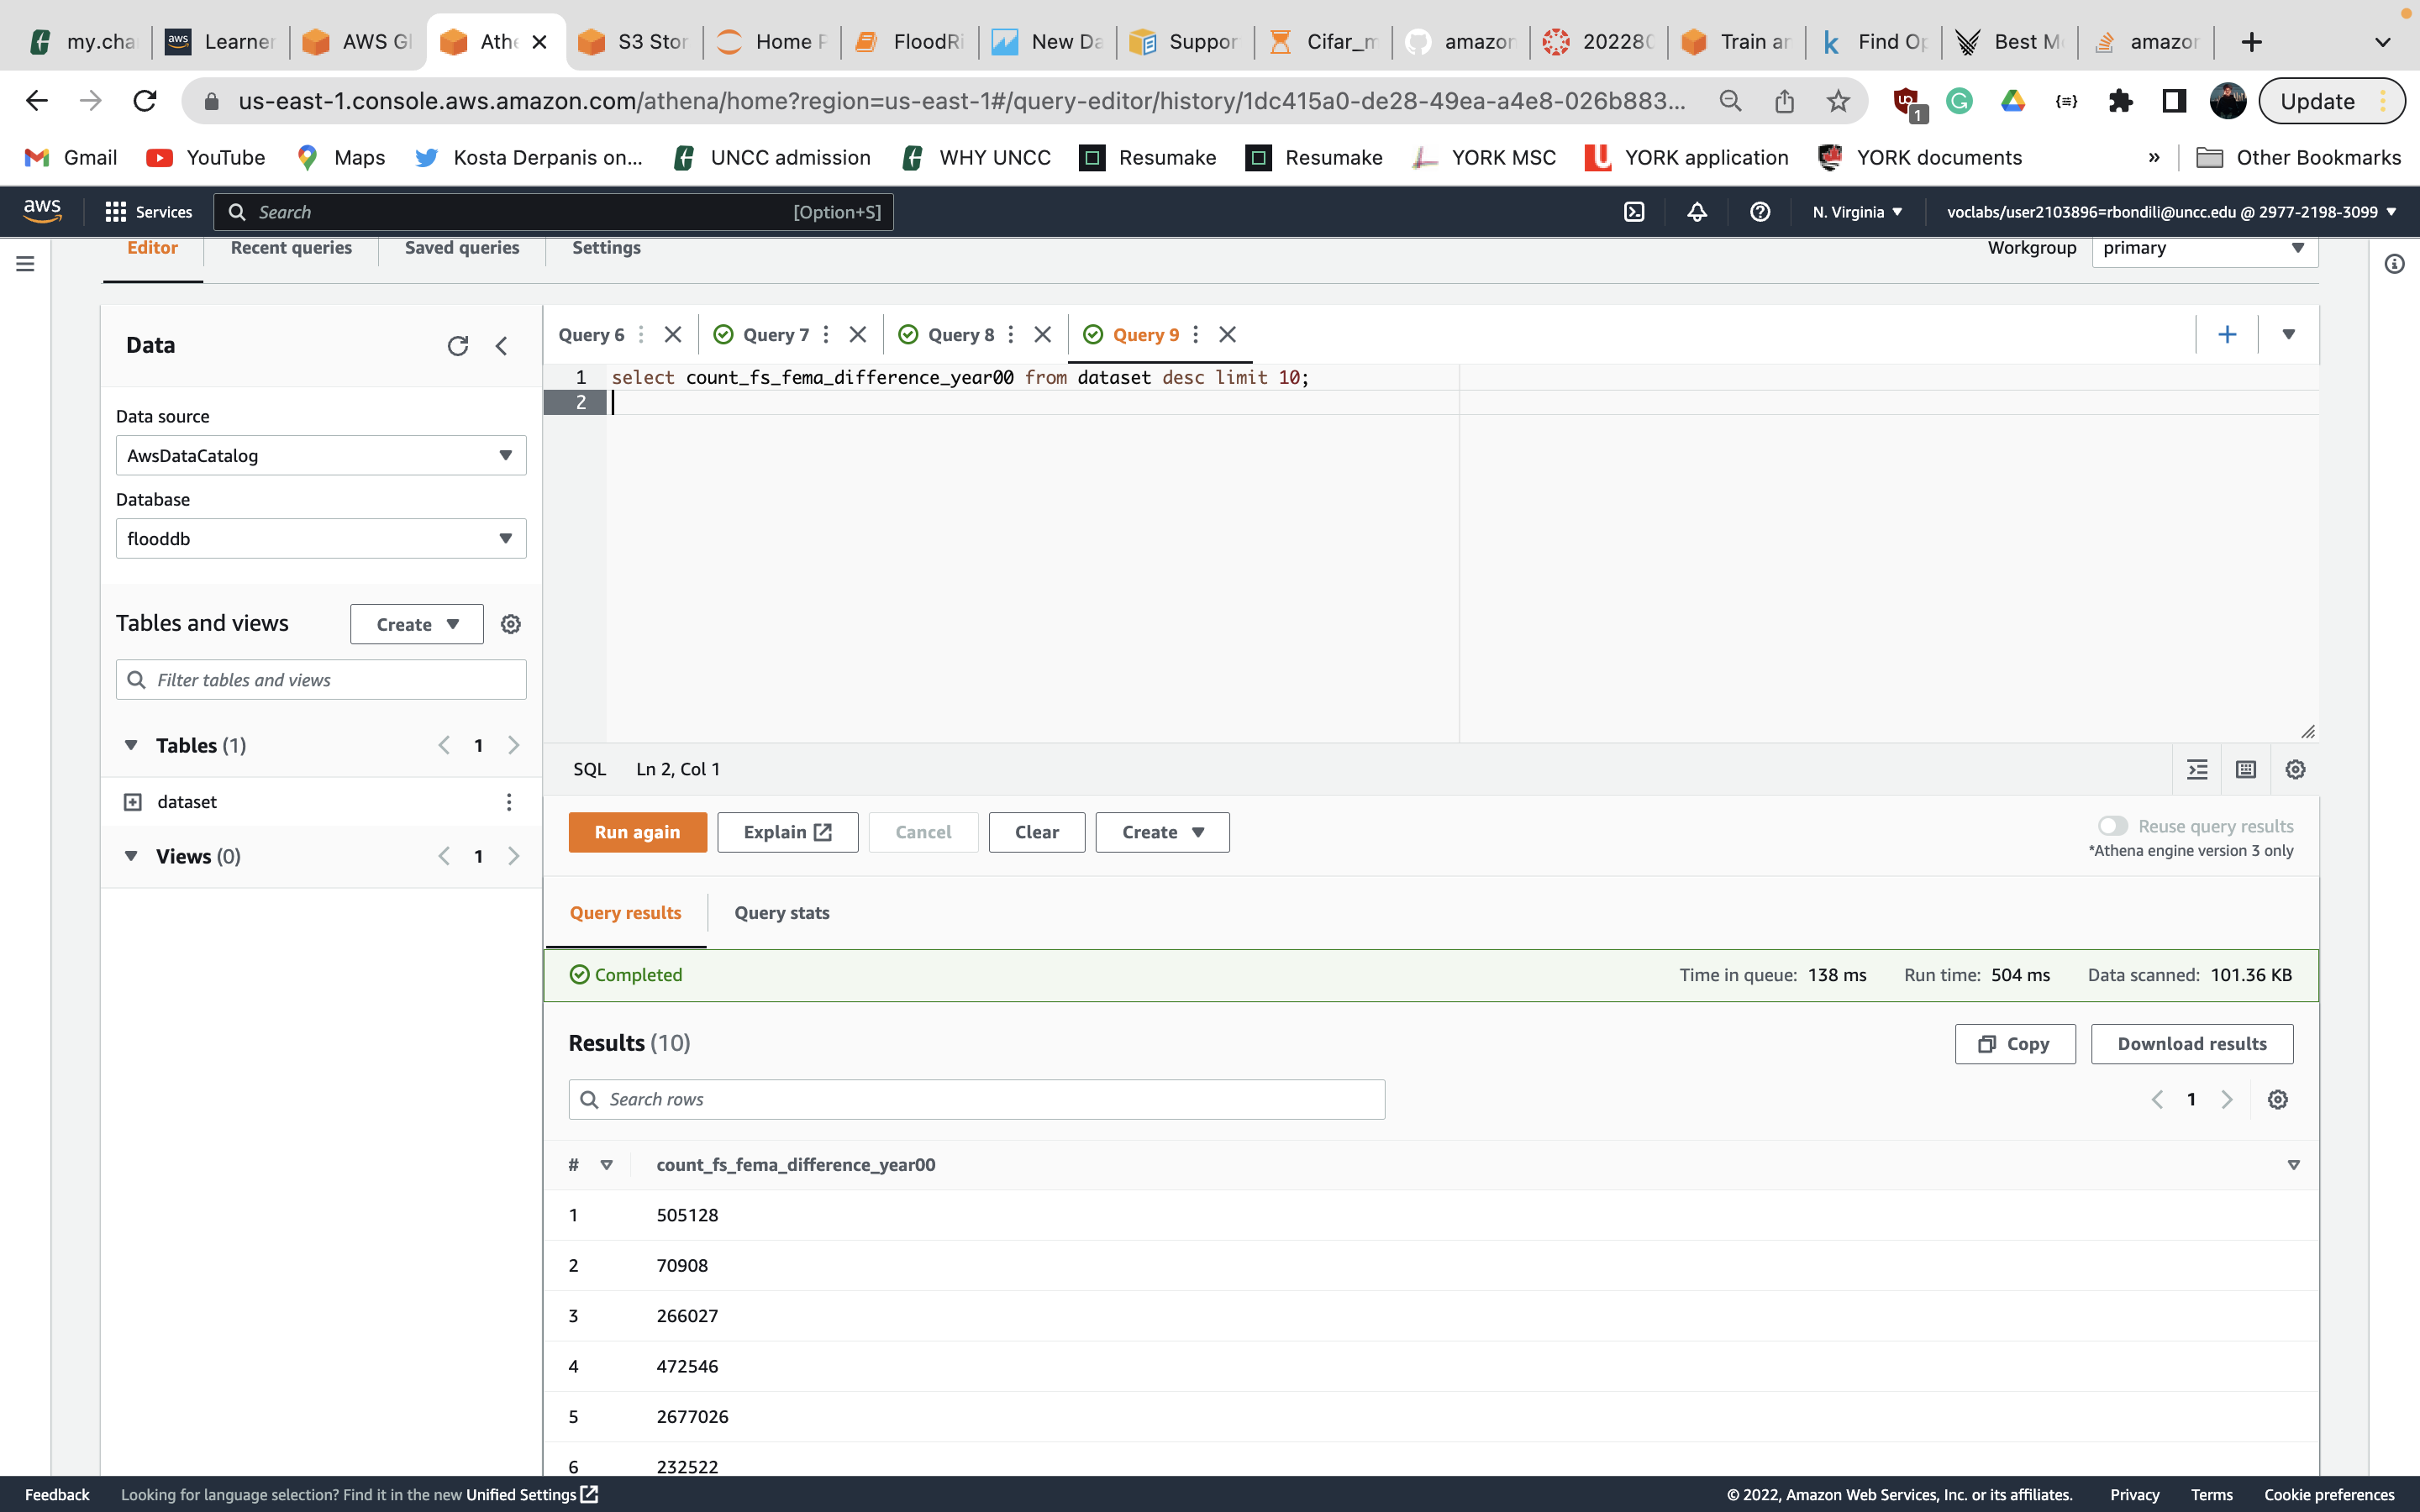 my.cha
Learner
AWS Gl
Athe
S3 Stor
Home P
FloodRi
New Da
Suppor
Cifar_m
amazon
202280
Train an
Find Op
Best Mo
amazon
us-east-1.console.aws.amazon.com/athena/home?region=us-east-1#/query-editor/history/1dc415a0-de28-49ea-a4e8-026b883...
1
Update
Gmail
YouTube
Maps
Kosta Derpanis on...
UNCC admission
WHY UNCC
Resumake
Resumake
YORK MSC
YORK application
YORK documents
»
Other Bookmarks
aws
Services
Search
[Option+S]
N. Virginia
voclabs/user2103896=rbondili@uncc.edu @ 2977-2198-3099
Editor
Recent queries
Saved queries
Settings
Workgroup
primary
Data
Data source
AwsDataCatalog
Database
flooddb
Tables and views
Create
Filter tables and views
Tables (1)
1
dataset
Views (0)
1
Query 6
Query 7
Query 8
Query 9
1 select count_fs_fema_difference_year00 from dataset desc limit 10;
2
SQL
Ln 2, Col 1
Run again
Explain
Cancel
Clear
Create
Reuse query results
*Athena engine version 3 only
Query results
Query stats
Completed
Time in queue: 138 ms
Run time: 504 ms
Data scanned: 101.36 KB
Results (10)
Copy
Download results
Search rows
1
# count_fs_fema_difference_year00
1 505128
2 70908
3 266027
4 472546
5 2677026
6 232522
Feedback
Looking for language selection? Find it in the new Unified Settings
© 2022, Amazon Web Services, Inc. or its affiliates.
Privacy
Terms
Cookie preferences